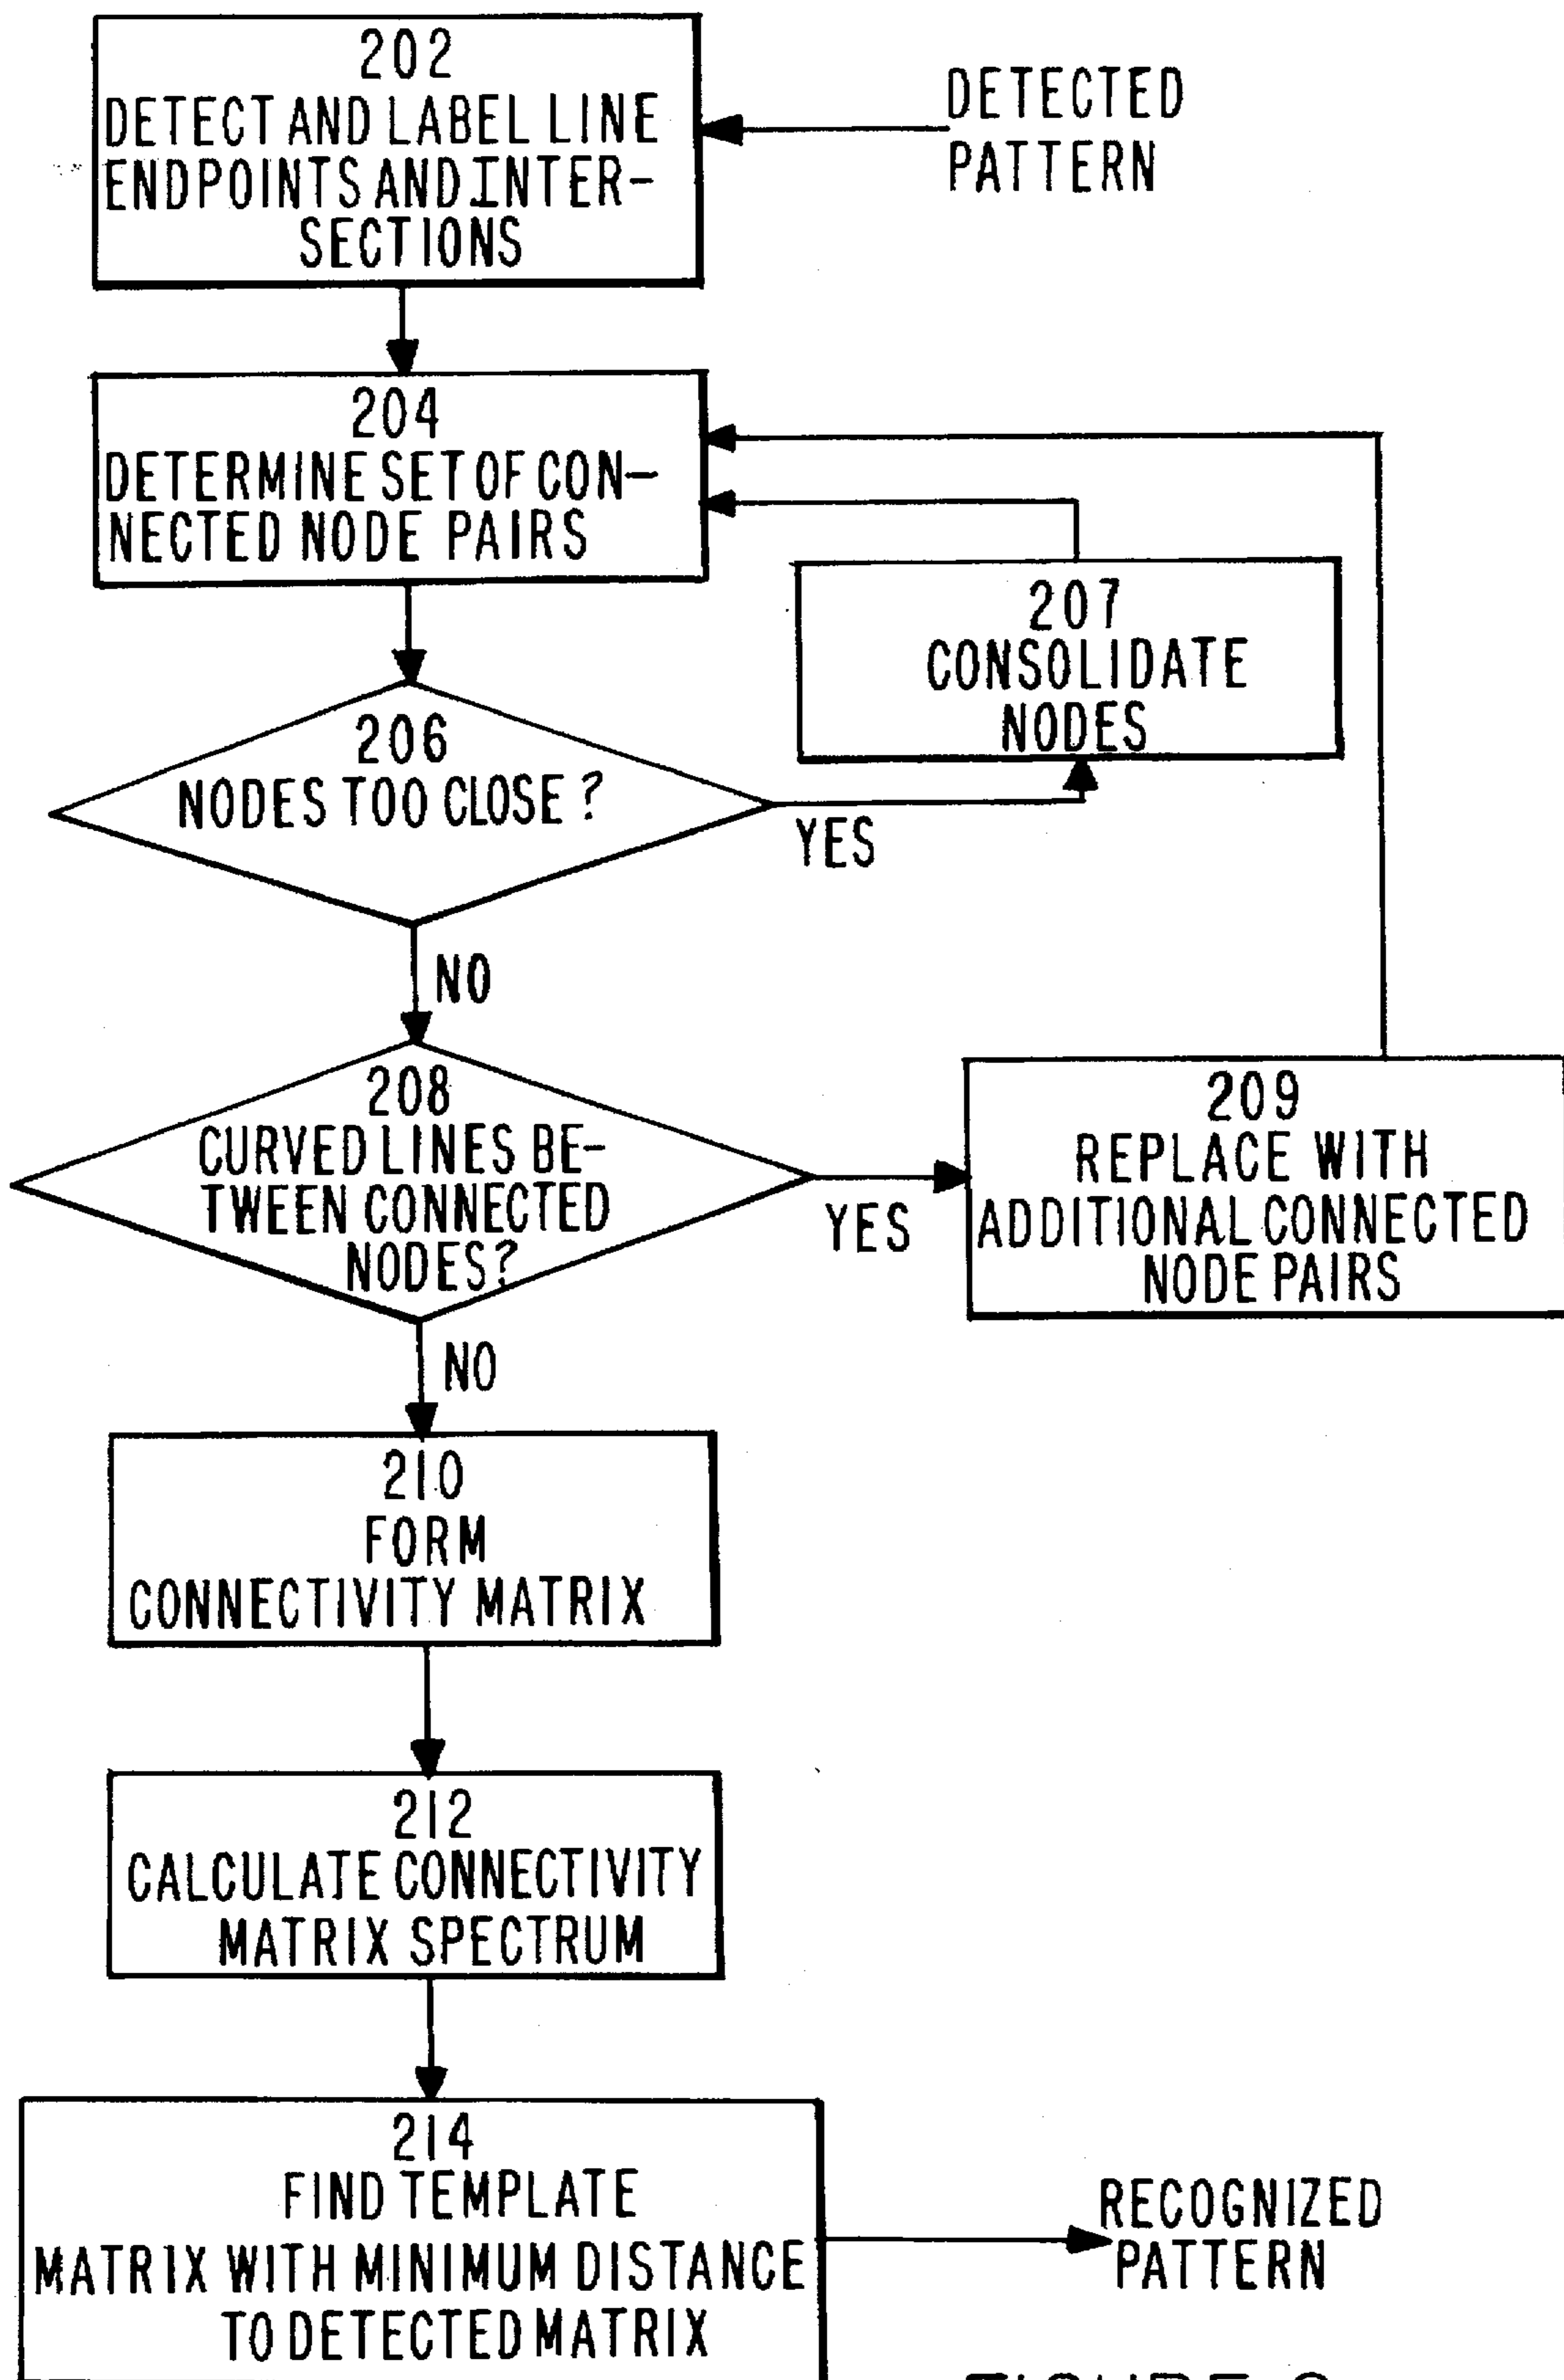 202
DETECT AND LABEL LINE
ENDPOINTS AND INTER-
SECTIONS
DETECTED
PATTERN
204
DETERMINE SET OF CON-
NECTED NODE PAIRS
207
CONSOLIDATE
NODES
206
NODES TOO CLOSE ?
YES
NO
208
CURVED LINES BE-
TWEEN CONNECTED
NODES?
YES
209
REPLACE WITH
ADDITIONAL CONNECTED
NODE PAIRS
NO
210
FORM
CONNECTIVITY MATRIX
212
CALCULATE CONNECTIVITY
MATRIX SPECTRUM
214
FIND TEMPLATE
MATRIX WITH MINIMUM DISTANCE
TO DETECTED MATRIX
RECOGNIZED
PATTERN